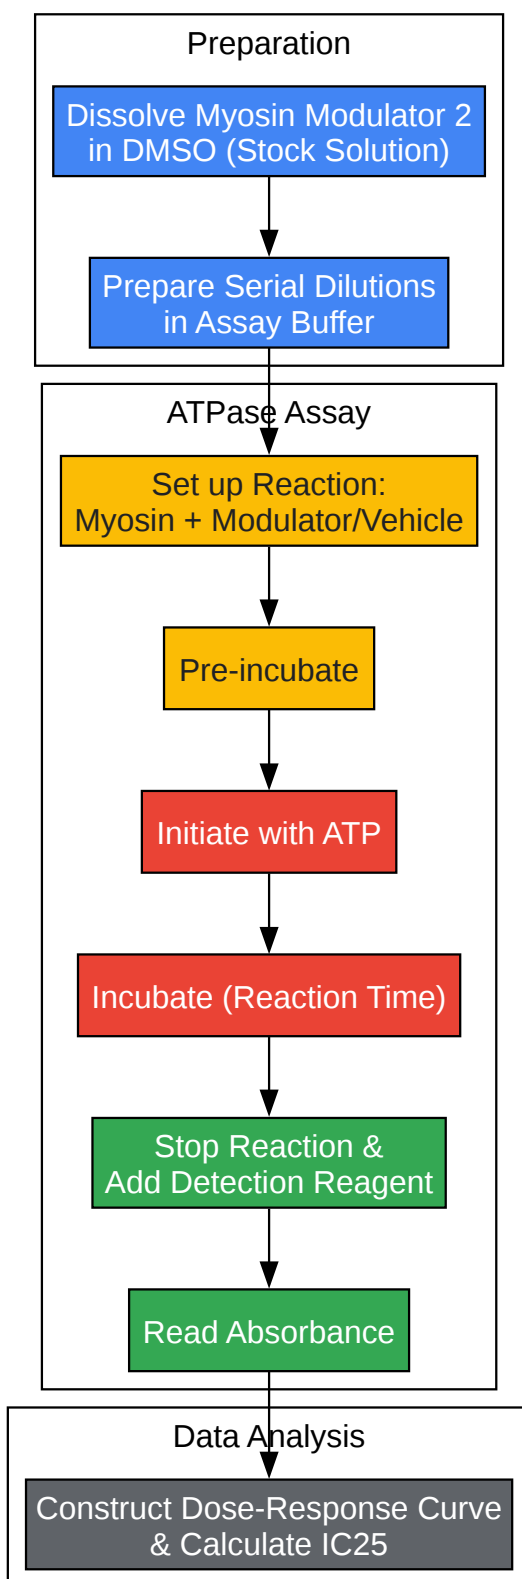 Preparation
Dissolve Myosin Modulator 2
in DMSO (Stock Solution)
Prepare Serial Dilutions
in Assay Buffer
ATPase Assay
Set up Reaction:
Myosin + Modulator/Vehicle
Pre-incubate
Initiate with ATP
Incubate (Reaction Time)
Stop Reaction &
Add Detection Reagent
Read Absorbance
Data Analysis
Construct Dose-Response Curve
& Calculate IC25